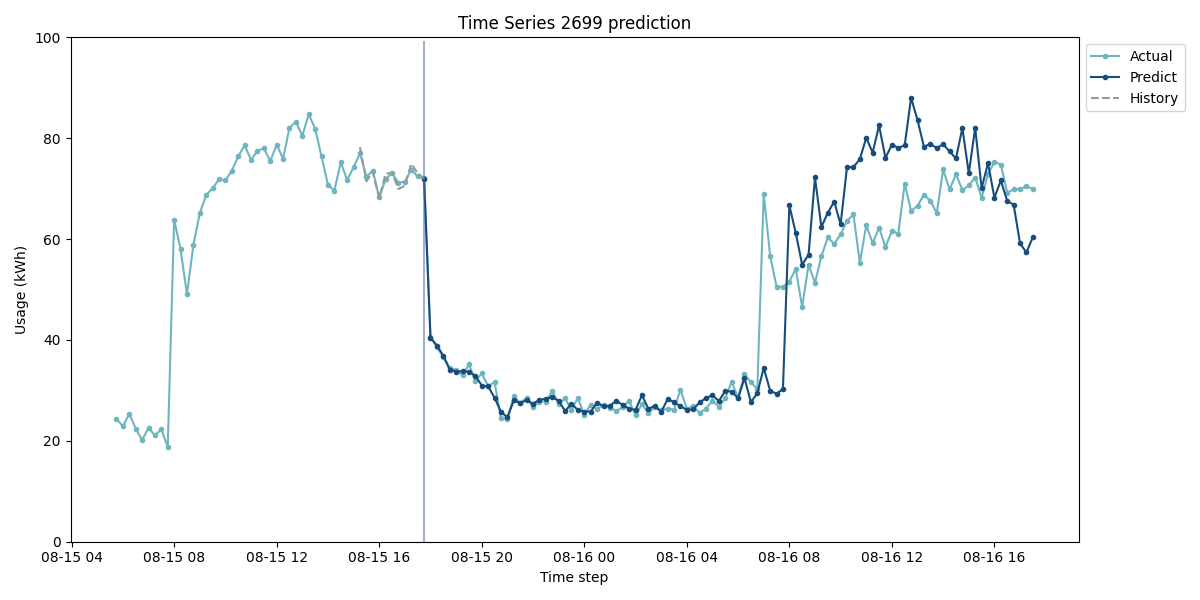 Time Series 2699 prediction
Usage (kWh)
100
80
60
40
20
0
08-15 04
08-15 08
08-15 12
08-15 16
08-15 20
08-16 00
08-16 04
08-16 08
08-16 12
08-16 16
Time step
Actual
Predict
History